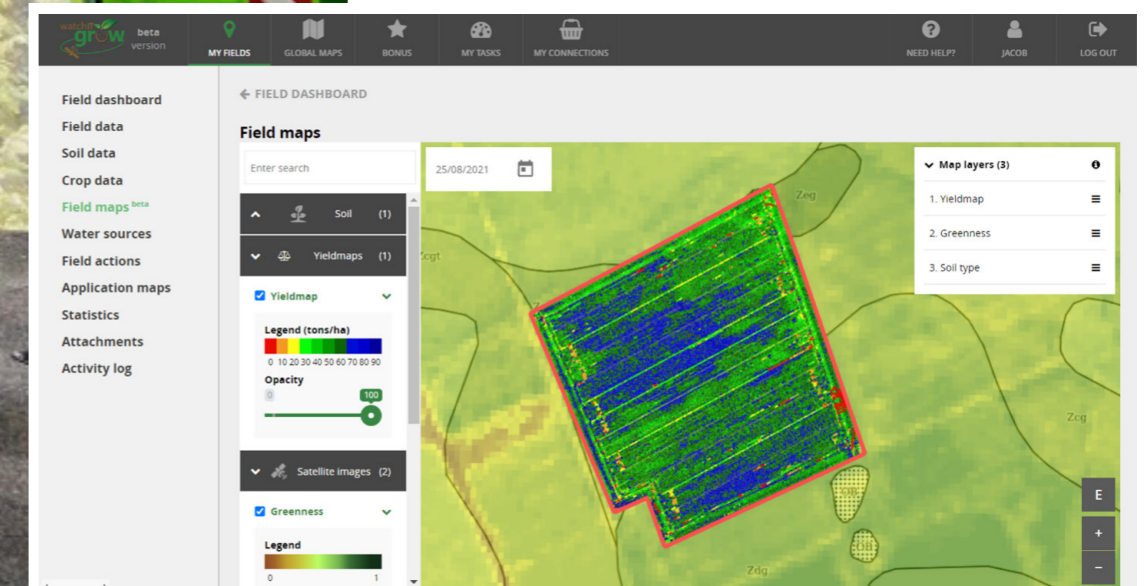 watchitgrow
beta
version
MY FIELDS
GLOBAL MAPS
BONUS
MY TASKS
MY CONNECTIONS
NEED HELP?
JACOB
LOG OUT
Field dashboard
Field data
Soil data
Crop data
Field maps beta
Water sources
Field actions
Application maps
Statistics
Attachments
Activity log
← FIELD DASHBOARD
Field maps
Enter search
Soil (1)
Yieldmaps (1)
Yieldmap
Legend (tons/ha)
0 10 20 30 40 50 60 70 80 90
Opacity
0 100
Satellite images (2)
Greenness
Legend
0 1
25/08/2021
Zeg
Zcg
Zdg
Map layers (3)
1. Yieldmap
2. Greenness
3. Soil type
E
+
−